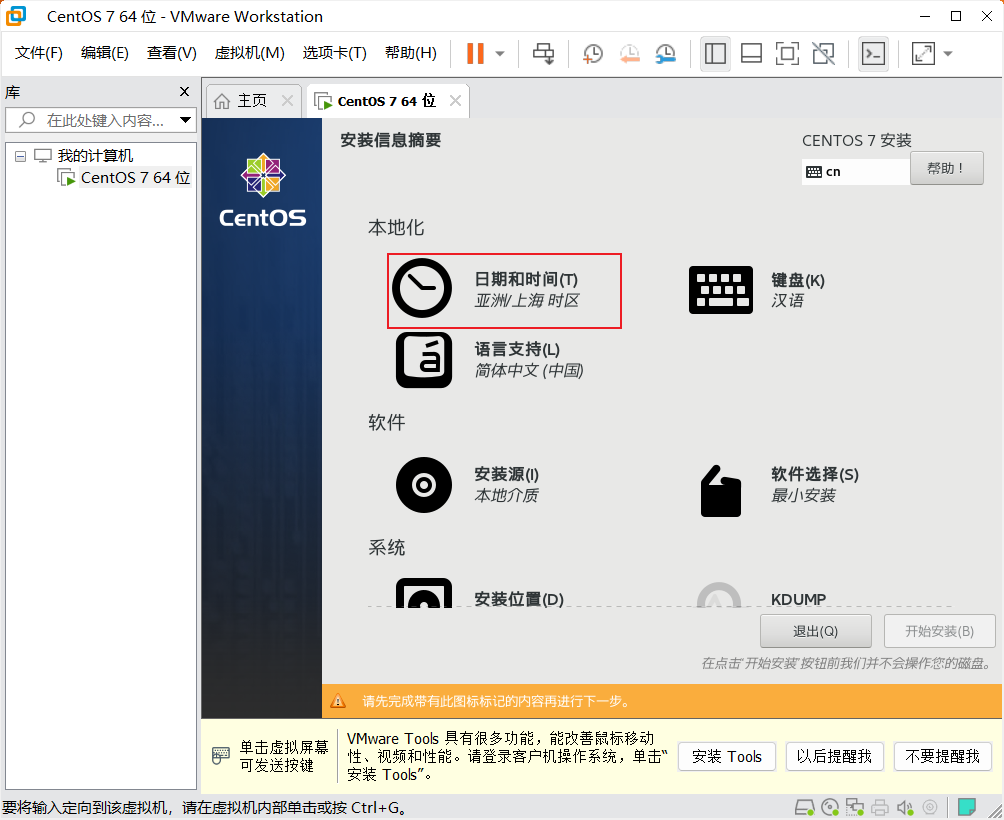 CentOS 7 64 位 - VMware Workstation
文件(F) 编辑(E) 查看(V) 虚拟机(M) 选项卡(T) 帮助(H)
库
在此处键入内容...
我的计算机
CentOS 7 64 位
主页
CentOS 7 64 位
CentOS
安装信息摘要
CENTOS 7 安装
cn
帮助！
本地化
日期和时间(T)
亚洲/上海 时区
键盘(K)
汉语
语言支持(L)
简体中文 (中国)
软件
安装源(I)
本地介质
软件选择(S)
最小安装
系统
安装位置(D)
KDUMP
退出(Q)
开始安装(B)
在点击'开始安装'按钮前我们并不会操作您的磁盘。
请先完成带有此图标标记的内容再进行下一步。
单击虚拟屏幕
可发送按键
VMware Tools 具有很多功能，能改善鼠标移动
性、视频和性能。请登录客户机操作系统，单击“
安装 Tools”。
安装 Tools
以后提醒我
不要提醒我
要将输入定向到该虚拟机，请在虚拟机内部单击或按 Ctrl+G。